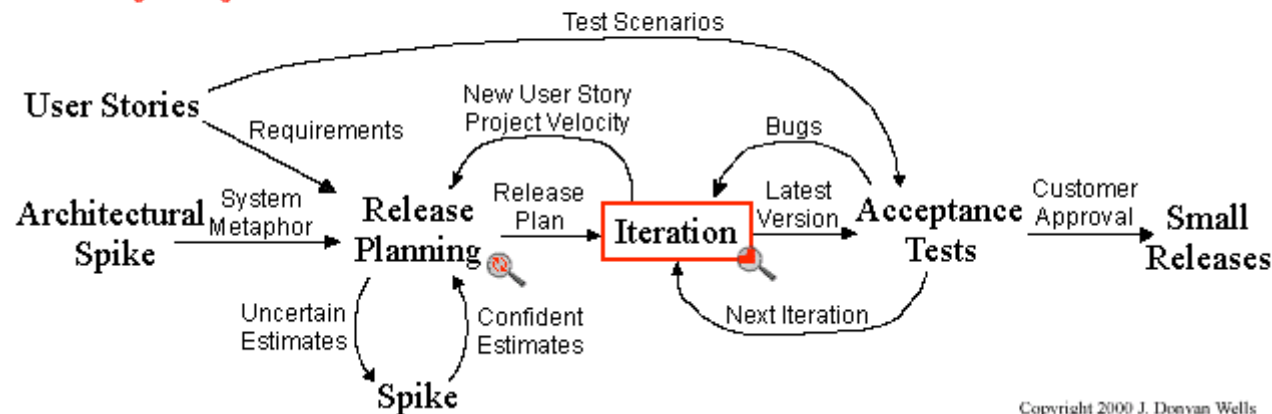 Test Scenarios
User Stories
New User Story
Project Velocity
Bugs
Requirements
Architectural
Spike
System
Metaphor
Release
Planning
Release
Plan
Iteration
Latest
Version
Acceptance
Tests
Customer
Approval
Small
Releases
Uncertain
Estimates
Confident
Estimates
Next Iteration
Spike
Copyright 2000 J. Donvan Wells